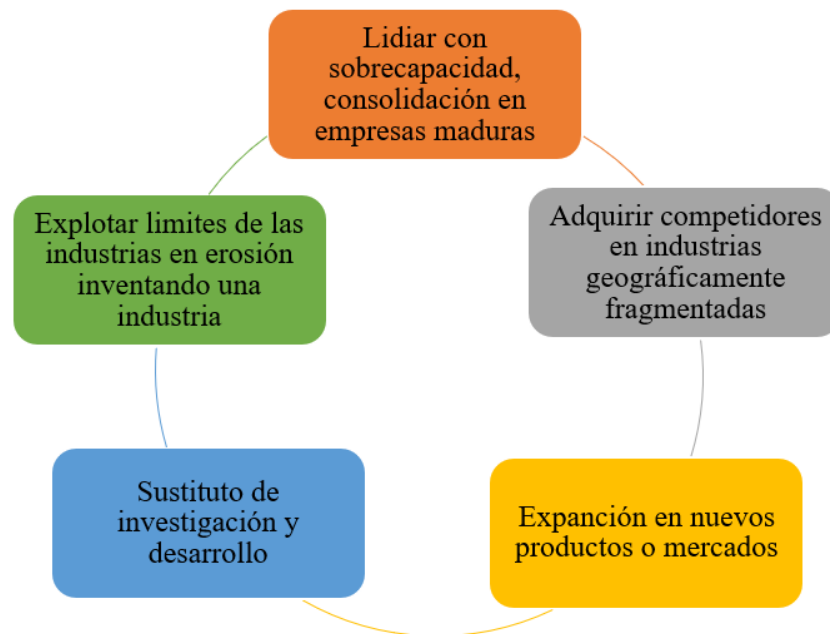 Lidiar con
sobrecapacidad,
consolidación en
empresas maduras
Adquirir competidores
en industrias
geográficamente
fragmentadas
Expanción en nuevos
productos o mercados
Sustituto de
investigación y
desarrollo
Explotar limites de las
industrias en erosión
inventando una
industria